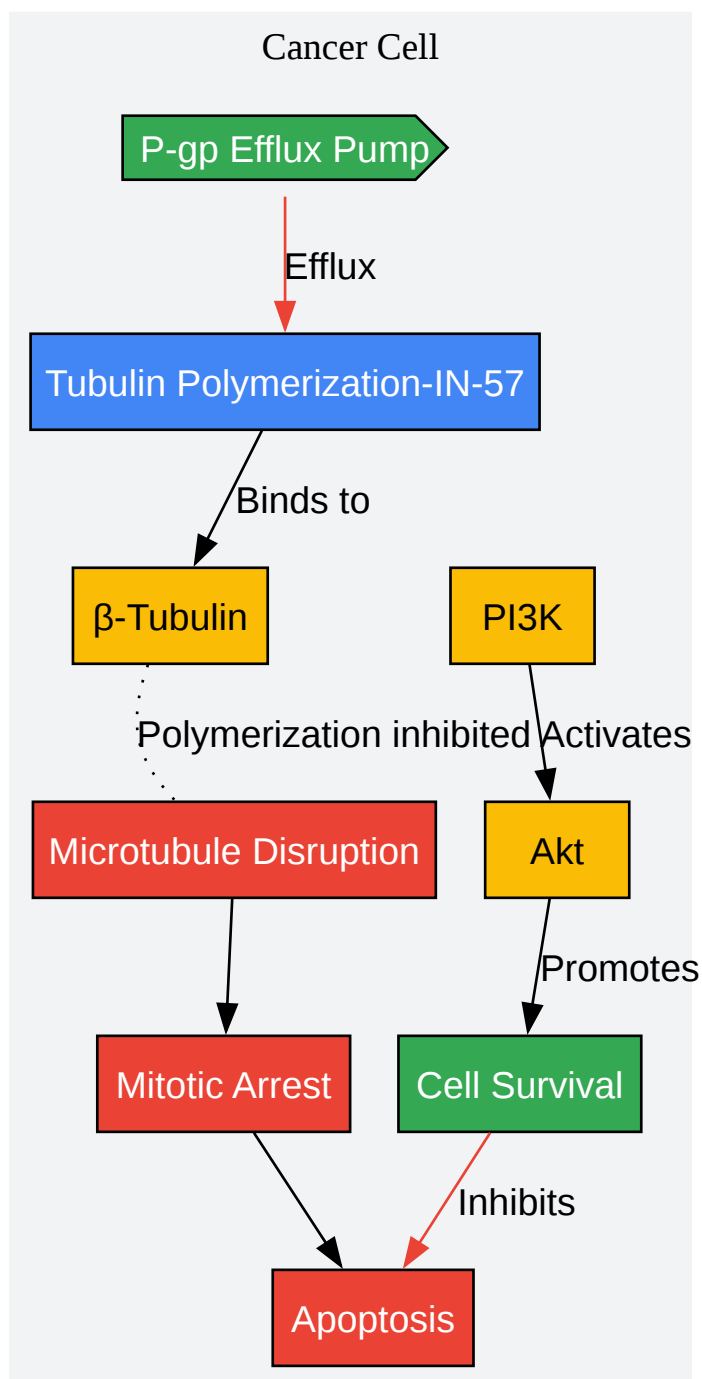 Cancer Cell
P-gp Efflux Pump
Efflux
Tubulin Polymerization-IN-57
Binds to
β-Tubulin
PI3K
Polymerization inhibited
Activates
Microtubule Disruption
Akt
Promotes
Mitotic Arrest
Cell Survival
Inhibits
Apoptosis